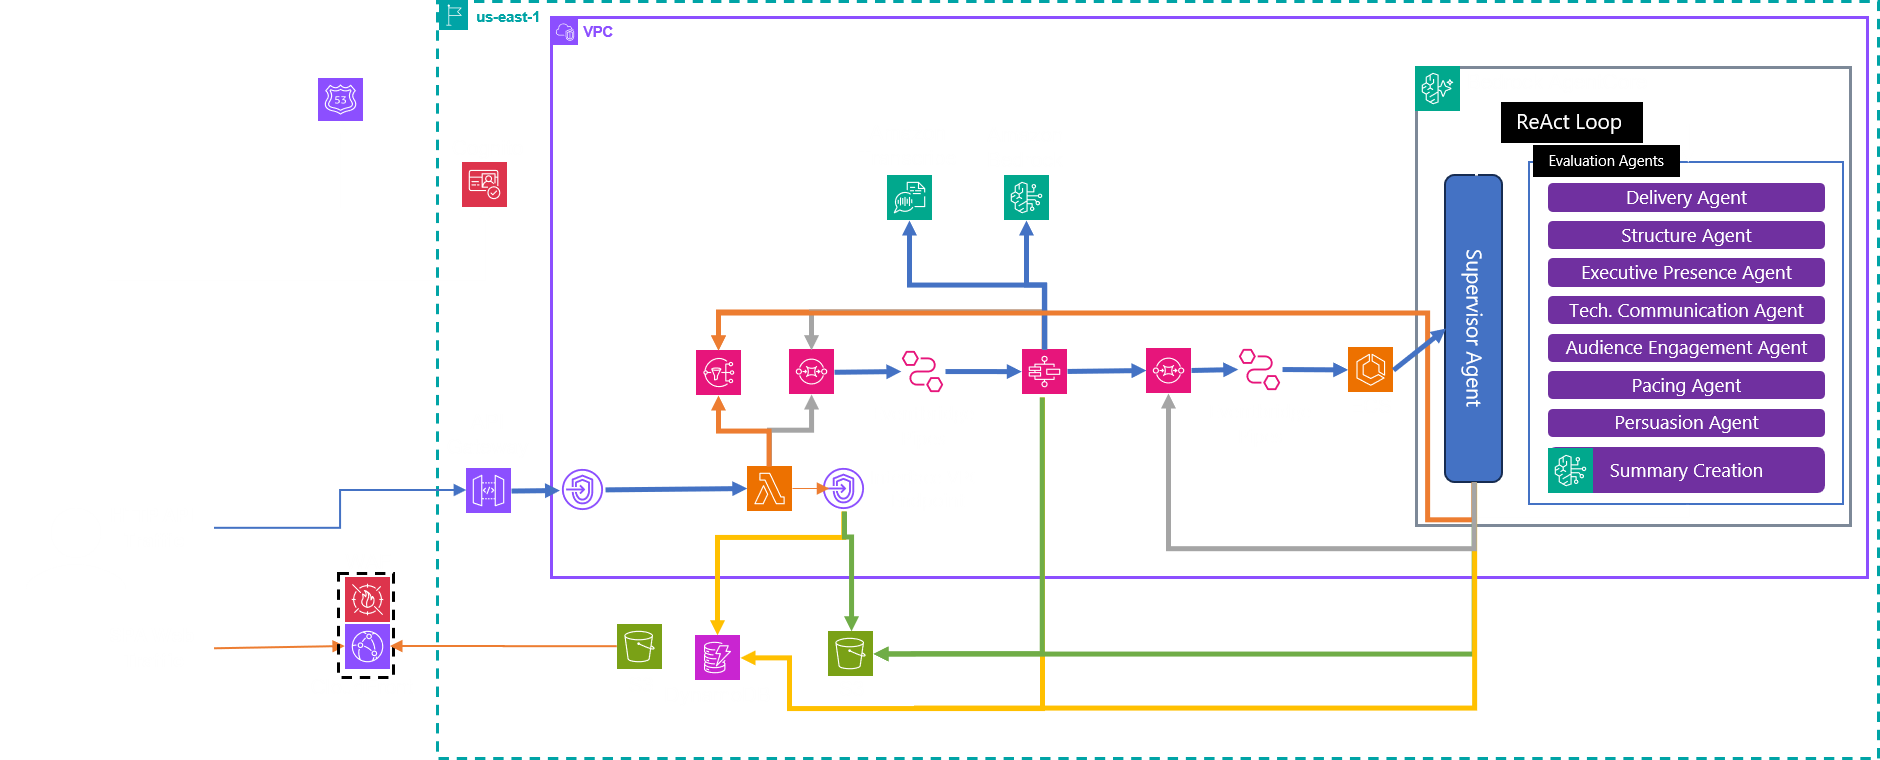 us-east-1
VPC
53
ReAct Loop
Evaluation Agents
Delivery Agent
Structure Agent
Executive Presence Agent
Tech. Communication Agent
Audience Engagement Agent
Pacing Agent
Persuasion Agent
Summary Creation
Supervisor Agent